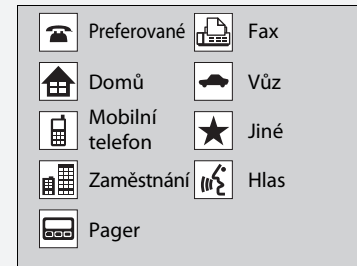 Preferované
Fax
Domů
Vůz
Mobilní
telefon
Jiné
Zaměstnání
Hlas
Pager